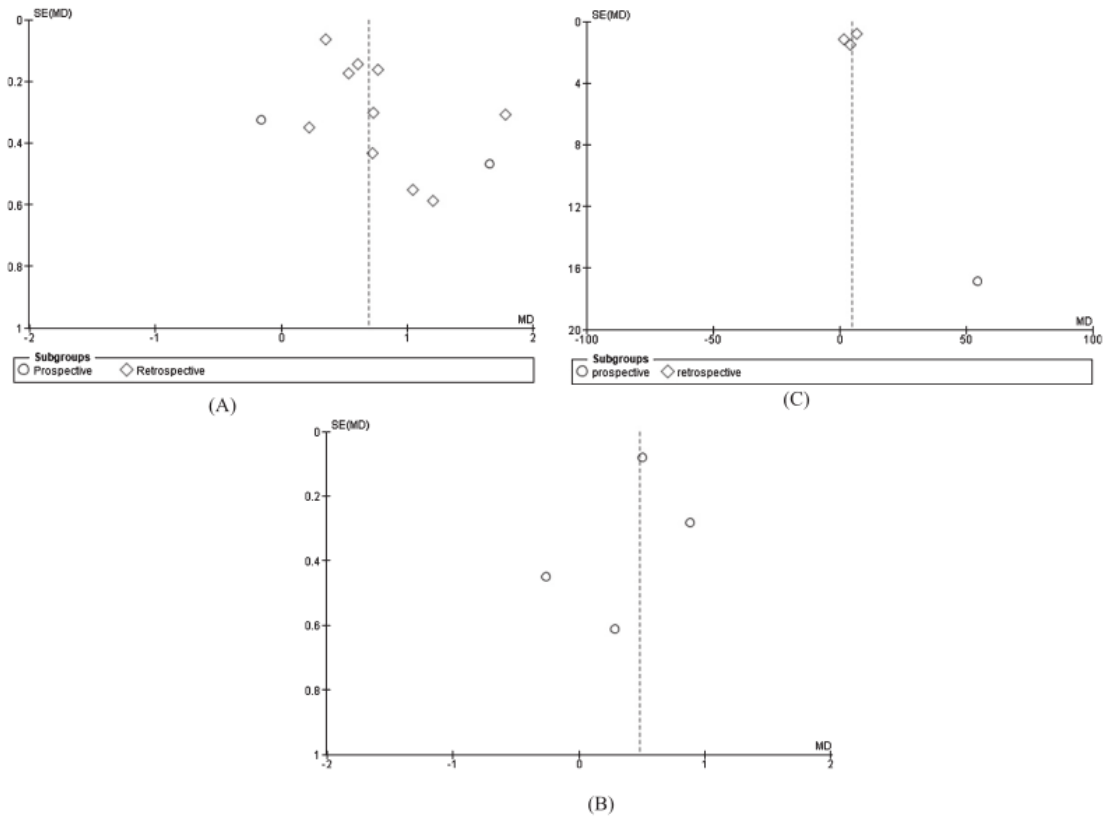 SE(MD)
0
0.2
0.4
0.6
0.8
1
-2
-1
0
1
2
MD
Subgroups
Prospective Retrospective
(A)
SE(MD)
0
4
8
12
16
20
-100
-50
0
50
100
MD
Subgroups
prospective retrospective
(C)
SE(MD)
0
0.2
0.4
0.6
0.8
1
-2
-1
0
1
2
MD
(B)